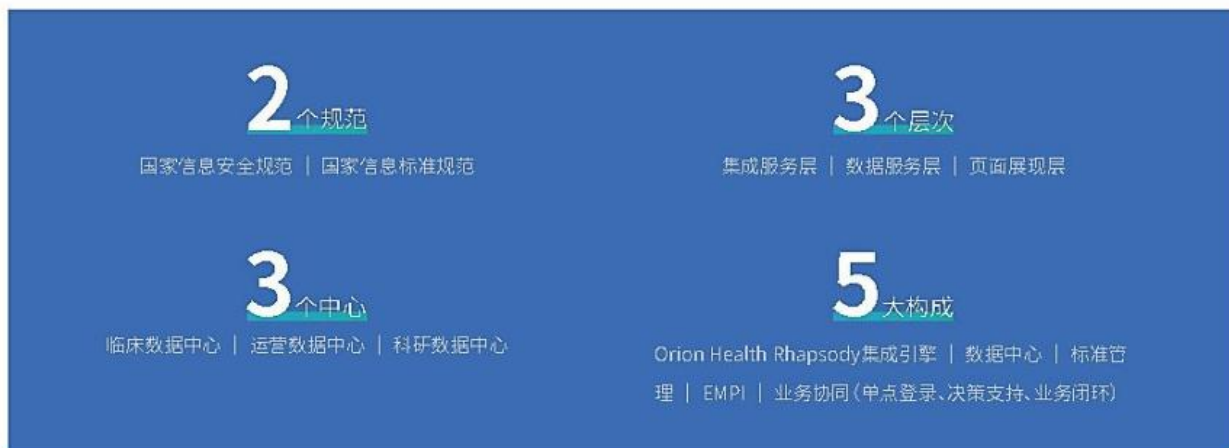 2个规范
国家信息安全规范 | 国家信息标准规范
3个层次
集成服务层 | 数据服务层 | 页面展现层
3个中心
临床数据中心 | 运营数据中心 | 科研数据中心
5大构成
Orion Health Rhapsody集成引擎 | 数据中心 | 标准管
理 | EMPI | 业务协同(单点登录、决策支持、业务闭环)